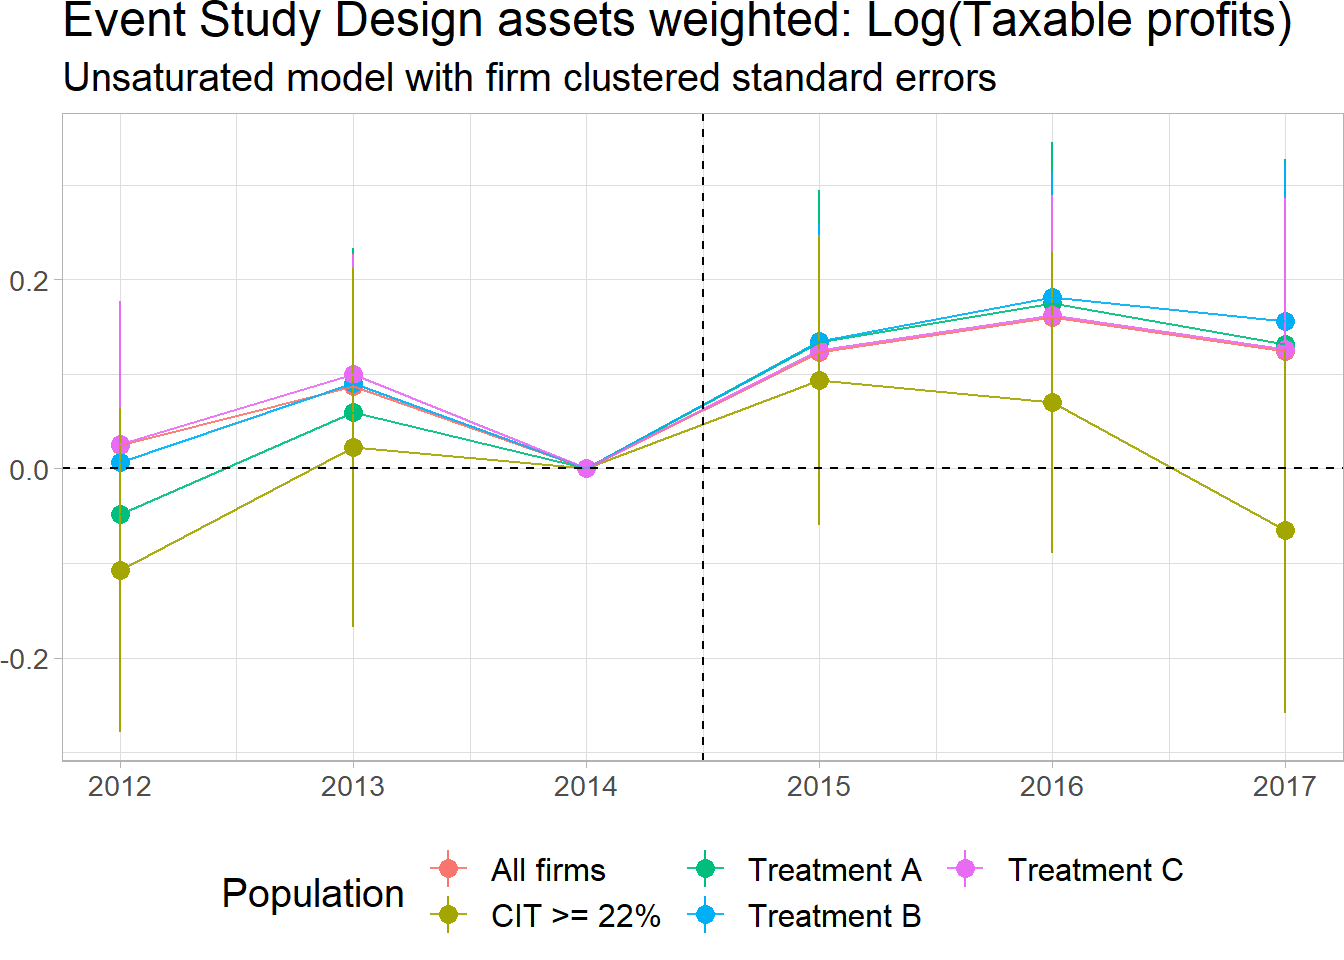 Event Study Design assets weighted: Log(Taxable profits)
Unsaturated model with firm clustered standard errors
0.2
0.0
-0.2
2012 2013 2014 2015 2016 2017
Population
All firms Treatment A Treatment C
CIT >= 22% Treatment B